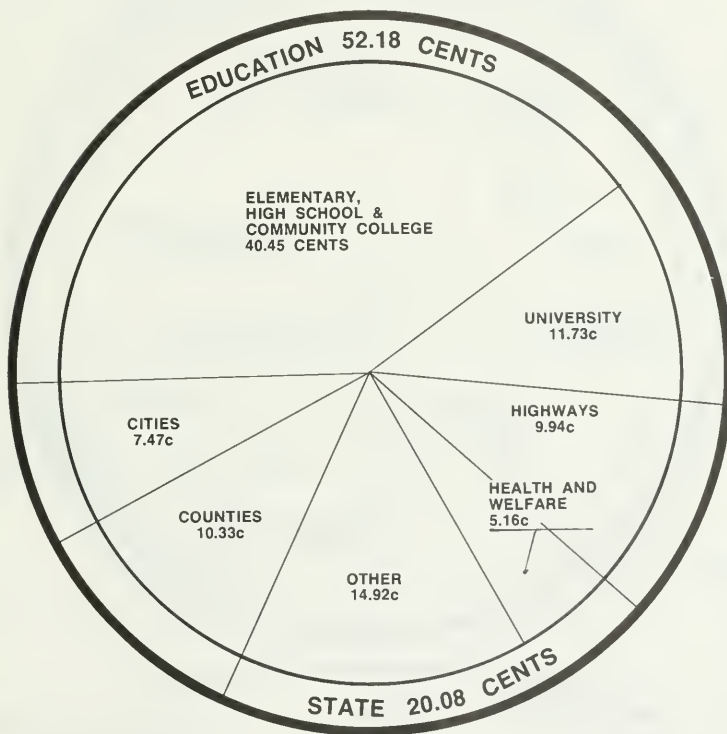 EDUCATION 52.18 CENTS
ELEMENTARY,
HIGH SCHOOL &
COMMUNITY COLLEGE
40.45 CENTS
UNIVERSITY
11.73c
HIGHWAYS
9.94c
CITIES
7.47c
HEALTH AND
WELFARE
5.16c
COUNTIES
10.33c
OTHER
14.92c
STATE 20.08 CENTS